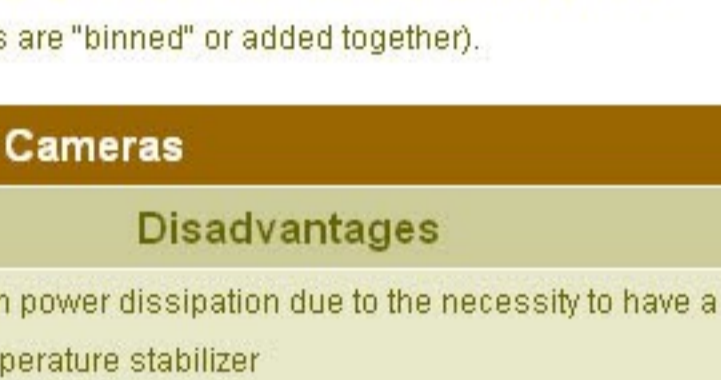 are "binned" or added together).
Cameras
Disadvantages
power dissipation due to the necessity to have a
perature stabilizer